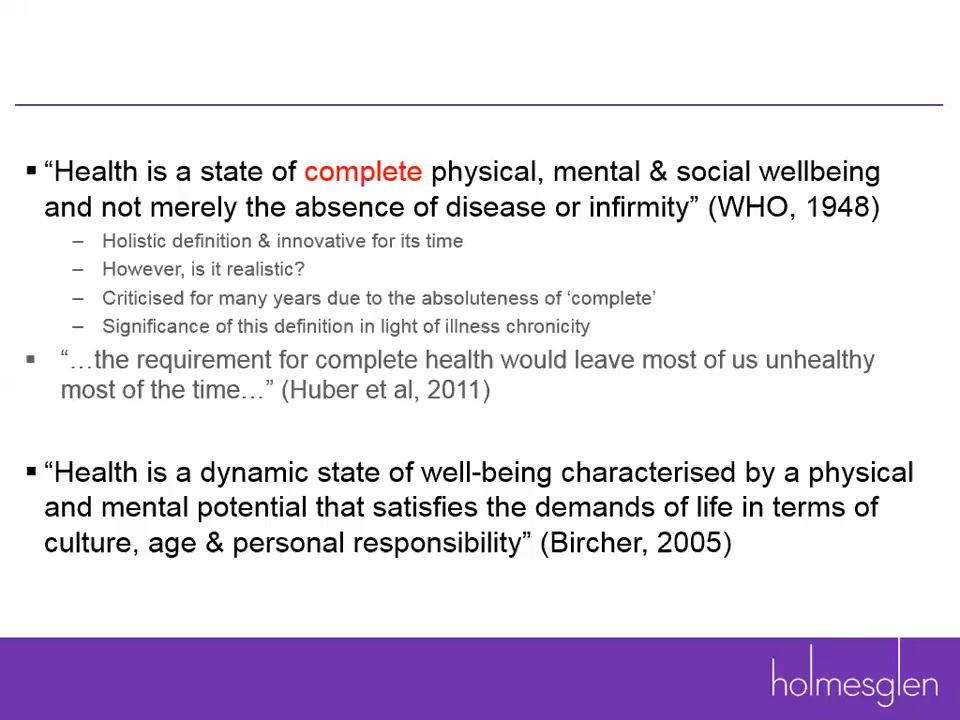 ▪ “Health is a state of complete physical, mental & social wellbeing
and not merely the absence of disease or infirmity” (WHO, 1948)
– Holistic definition & innovative for its time
– However, is it realistic?
– Criticised for many years due to the absoluteness of ‘complete’
– Significance of this definition in light of illness chronicity
▪ “…the requirement for complete health would leave most of us unhealthy
most of the time…” (Huber et al, 2011)
▪ “Health is a dynamic state of well-being characterised by a physical
and mental potential that satisfies the demands of life in terms of
culture, age & personal responsibility” (Bircher, 2005)
holmesglen